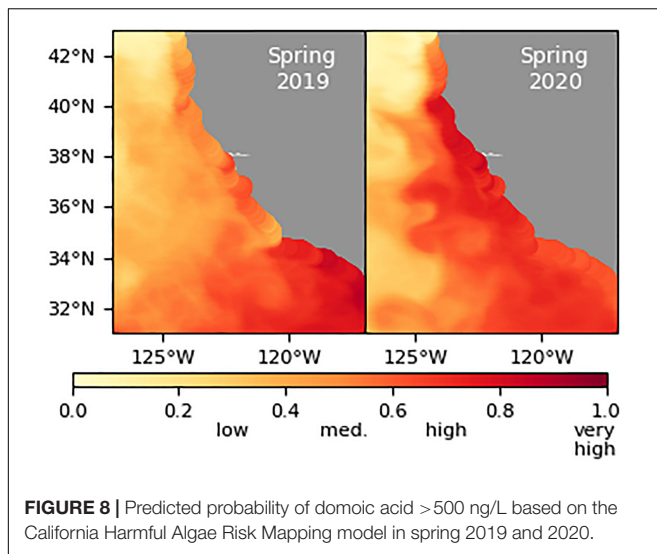 Spring
2019
Spring
2020
42°N
40°N
38°N
36°N
34°N
32°N
125°W 120°W 125°W 120°W
0.0 0.2 0.4 0.6 0.8 1.0
low med. high very
high
FIGURE 8 | Predicted probability of domoic acid >500 ng/L based on the
California Harmful Algae Risk Mapping model in spring 2019 and 2020.